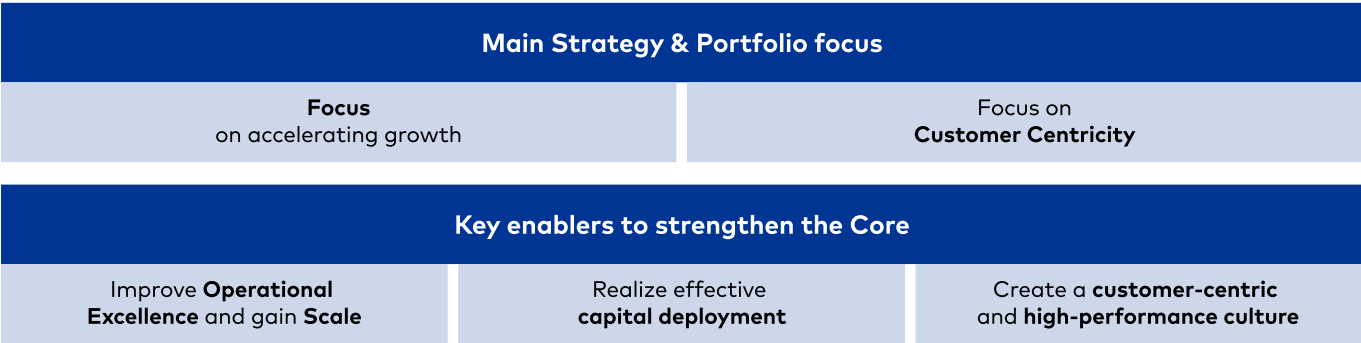 Main Strategy & Portfolio focus
Focus
on accelerating growth
Focus on
Customer Centricity
Key enablers to strengthen the Core
Improve Operational
Excellence and gain Scale
Realize effective
capital deployment
Create a customer-centric
and high-performance culture